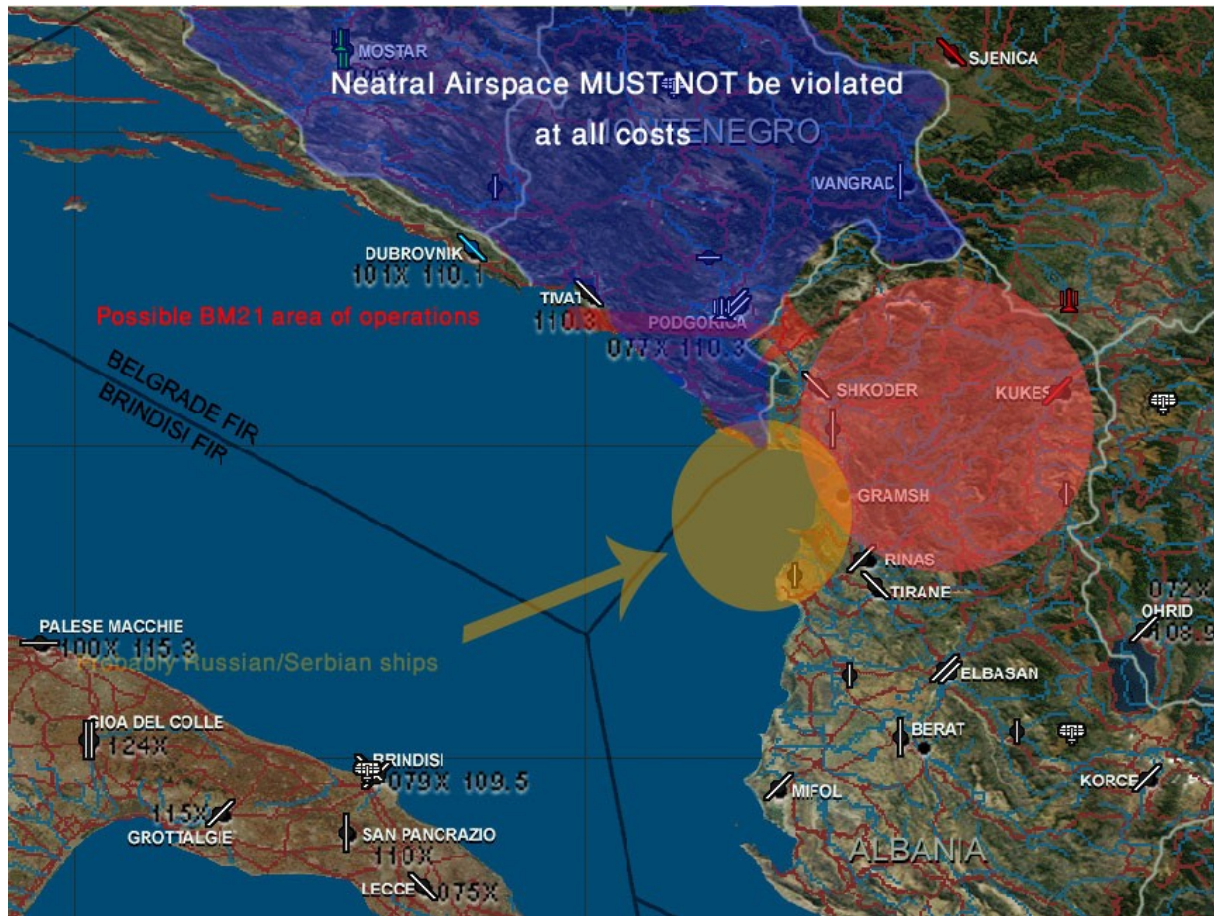 MOSTAR
SJENICA
Neatral Airspace MUST NOT be violated
at all costs
MONTENEGRO
IVANGRAD
DUBROVNIK
101X 110.1
TIVAT
110.3
Possible BM21 area of operations
PODGORICA
077X 110.3
BELGRADE FIR
BRINDISI FIR
SHKODER
KUKES
GRAMSH
RINAS
TIRANE
072X
OHRID
108.9
PALESE MACCHIE
100X 115.3
Probably Russian/Serbian ships
ELBASAN
GIOA DEL COLLE
124X
BERAT
BRINDISI
079X 109.5
KORCE
MIFOL
115X
GROTTALGIE
SAN PANCRAZIO
110X
ALBANIA
LECCE 075X